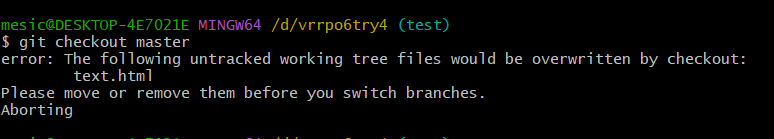 mesic@DESKTOP-4E7021E MINGW64 /d/vrrpo6try4 (test)
$ git checkout master
error: The following untracked working tree files would be overwritten by checkout:
        text.html
Please move or remove them before you switch branches.
Aborting